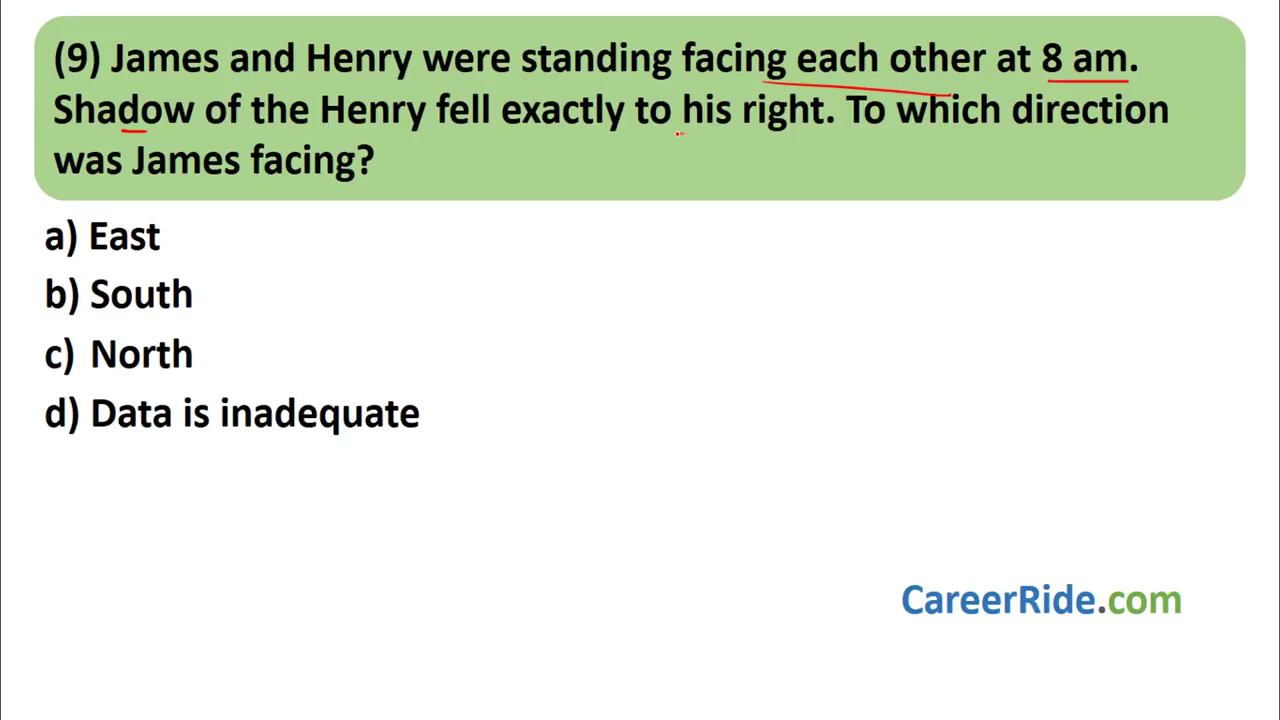 (9) James and Henry were standing facing each other at 8 am.
Shadow of the Henry fell exactly to his right. To which direction
was James facing?
a) East
b) South
c) North
d) Data is inadequate
CareerRide.com